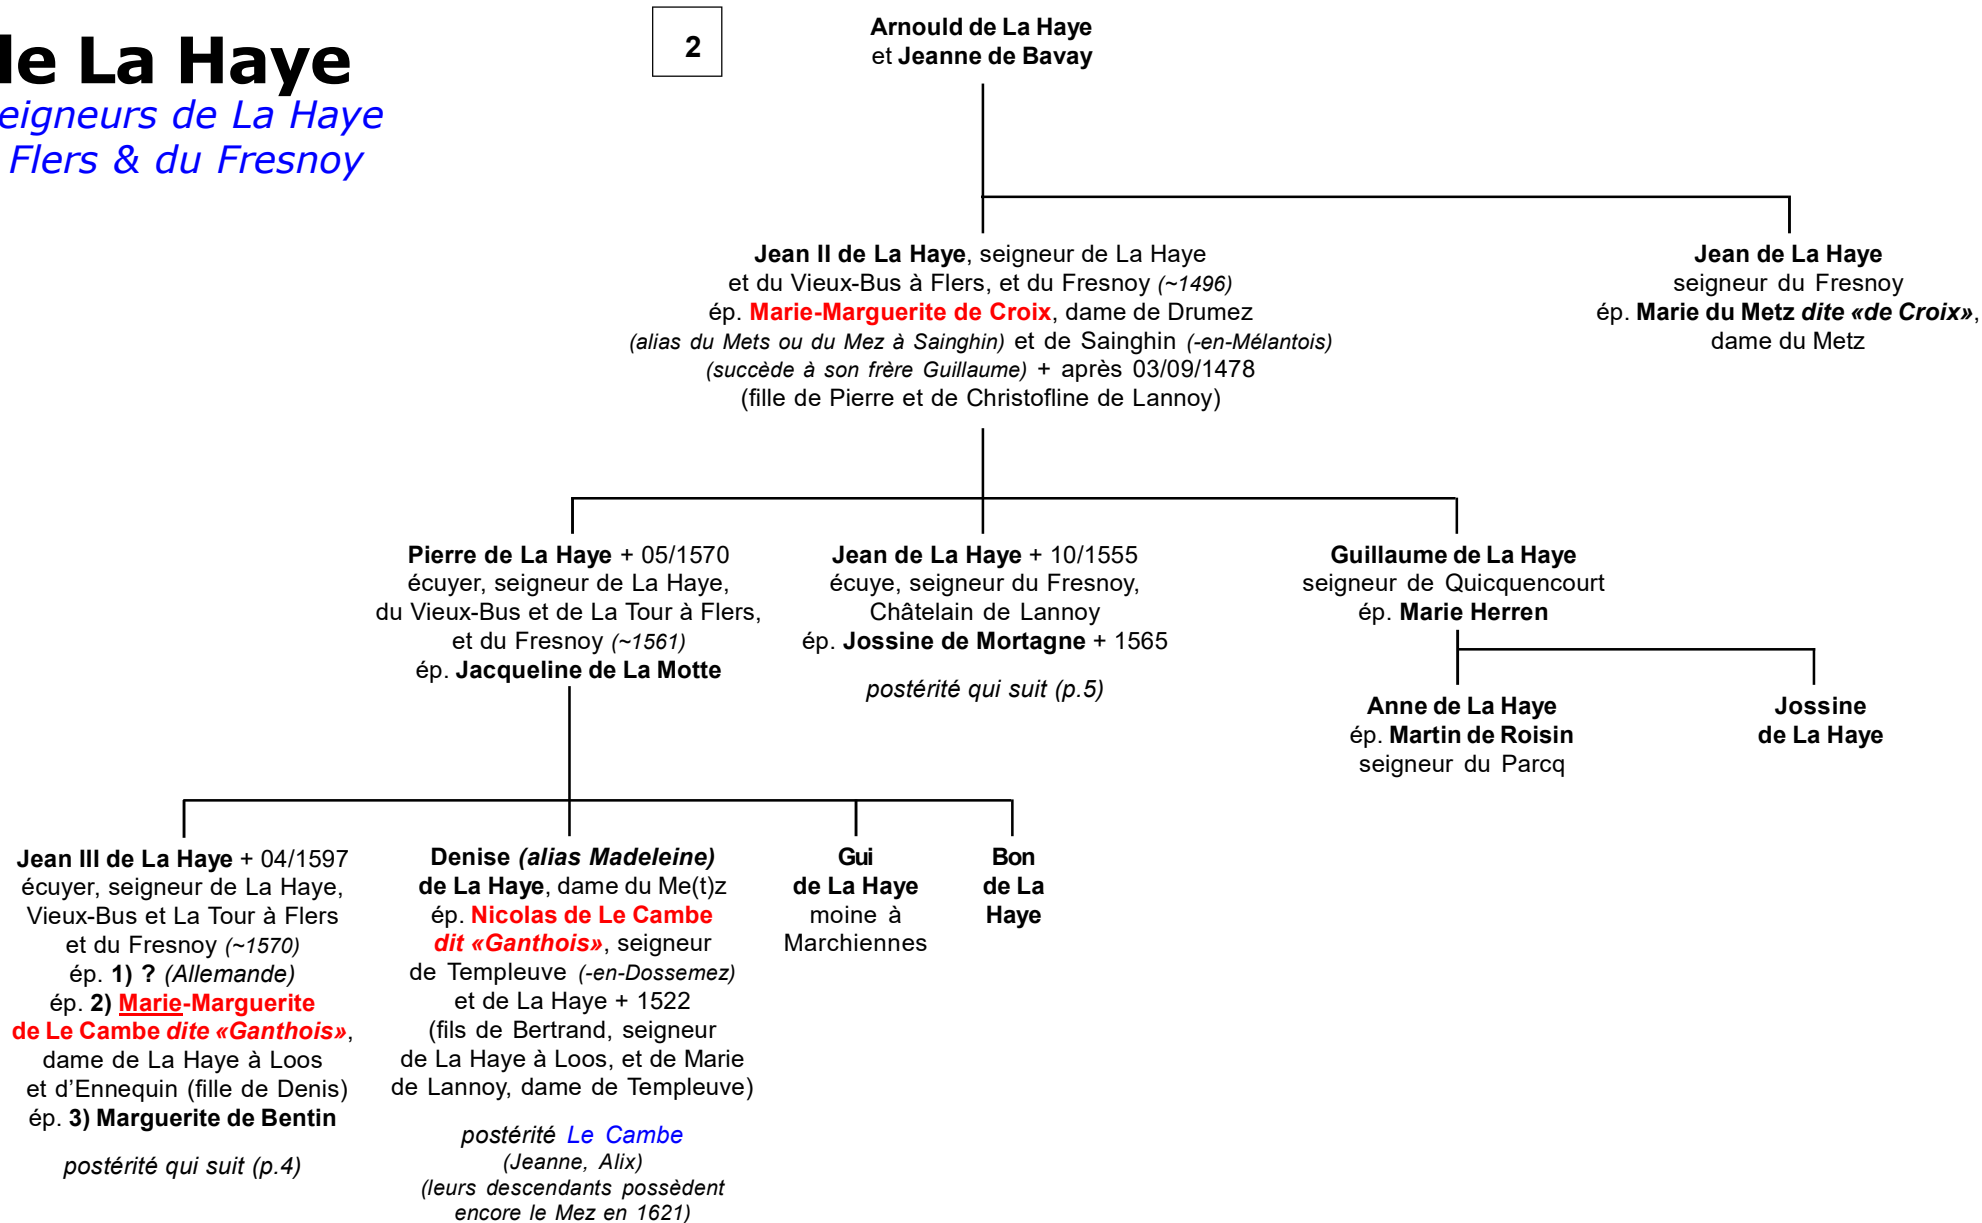 de La Haye
eigneurs de La Haye
Flers & du Fresnoy
2
Arnould de La Haye
et Jeanne de Bavay
Jean II de La Haye, seigneur de La Haye
et du Vieux-Bus à Flers, et du Fresnoy (~1496)
ép. Marie-Marguerite de Croix, dame de Drumez
(alias du Mets ou du Mez à Sainghin) et de Sainghin (-en-Mélantois)
(succède à son frère Guillaume) + après 03/09/1478
(fille de Pierre et de Christofline de Lannoy)
Jean de La Haye
seigneur du Fresnoy
ép. Marie du Metz dite «de Croix»,
dame du Metz
Pierre de La Haye + 05/1570
écuyer, seigneur de La Haye,
du Vieux-Bus et de La Tour à Flers,
et du Fresnoy (~1561)
ép. Jacqueline de La Motte
Jean de La Haye + 10/1555
écuye, seigneur du Fresnoy,
Châtelain de Lannoy
ép. Jossine de Mortagne + 1565
postérité qui suit (p.5)
Guillaume de La Haye
seigneur de Quicquencourt
ép. Marie Herren
Anne de La Haye
ép. Martin de Roisin
seigneur du Parcq
Jossine
de La Haye
Jean III de La Haye + 04/1597
écuyer, seigneur de La Haye,
Vieux-Bus et La Tour à Flers
et du Fresnoy (~1570)
ép. 1) ? (Allemande)
ép. 2) Marie-Marguerite
de Le Cambe dite «Ganthois»,
dame de La Haye à Loos
et d'Ennequin (fille de Denis)
ép. 3) Marguerite de Bentin
postérité qui suit (p.4)
Denise (alias Madeleine)
de La Haye, dame du Me(t)z
ép. Nicolas de Le Cambe
dit «Ganthois», seigneur
de Templeuve (-en-Dossemez)
et de La Haye + 1522
(fils de Bertrand, seigneur
de La Haye à Loos, et de Marie
de Lannoy, dame de Templeuve)
postérité Le Cambe
(Jeanne, Alix)
(leurs descendants possèdent
encore le Mez en 1621)
Gui
de La Haye
moine à
Marchiennes
Bon
de La
Haye